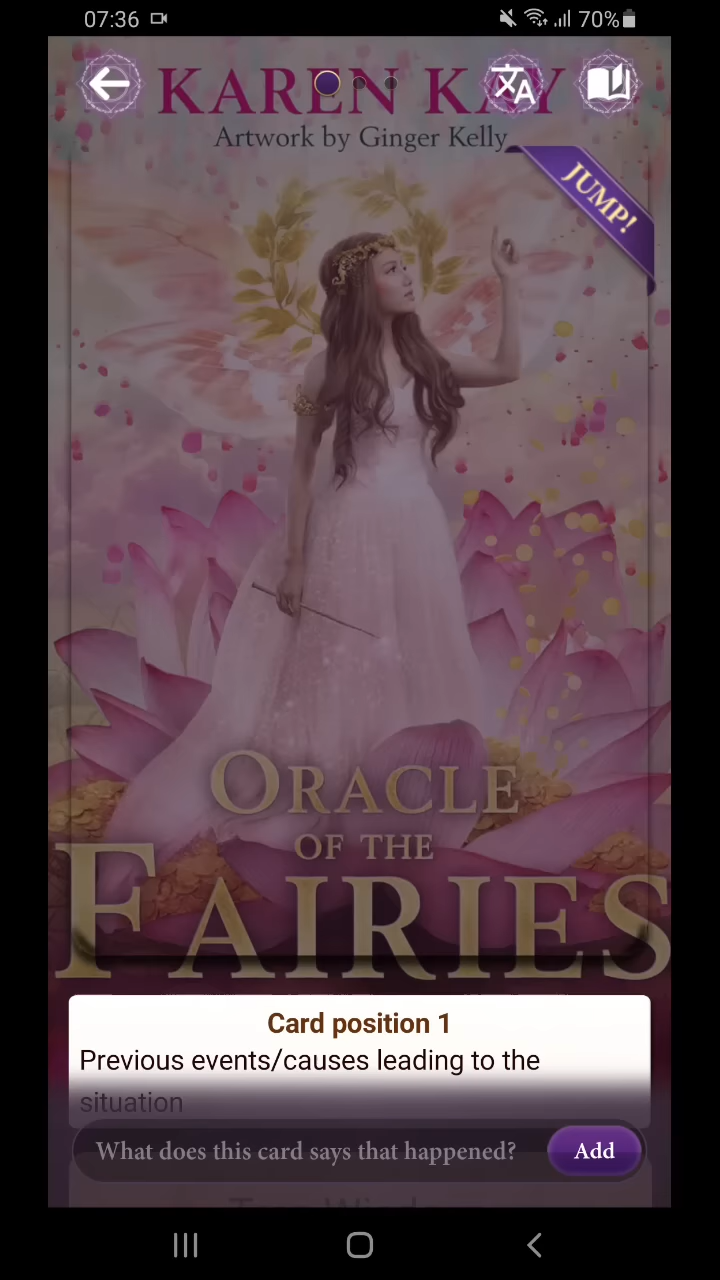 07:36
70%
KAREN KAY
Artwork by Ginger Kelly
JUMP!
ORACLE
OF THE
FAIRIES
Card position 1
Previous events/causes leading to the
situation
What does this card says that happened?
Add